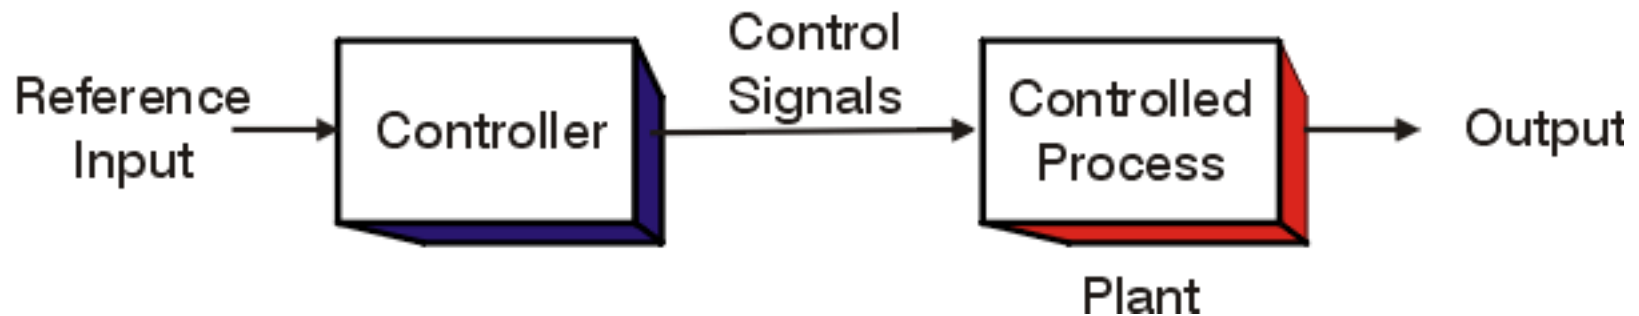 Reference
Input
Controller
Control
Signals
Controlled
Process
Plant
Output